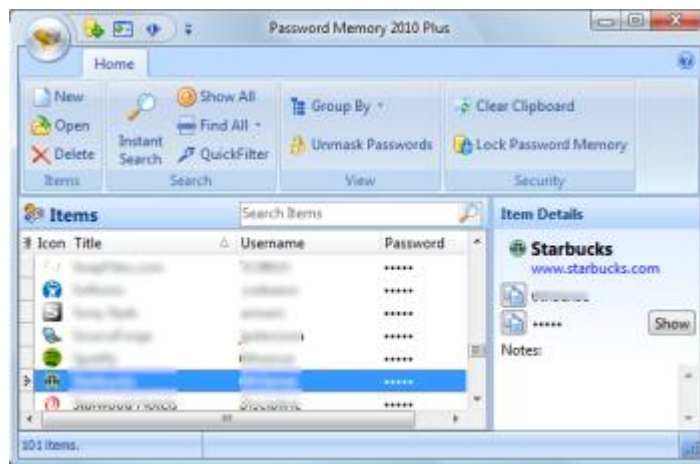 Password Memory 2010 Plus
Home
New
Open
Delete
Items
Instant Search
Show All
Find All
QuickFilter
Search
Group By
Unmask Passwords
View
Clear Clipboard
Lock Password Memory
Security
Items
Search Items
Icon Title Username Password
•••••
•••••
•••••
•••••
•••••
•••••
•••••
101 items.
Item Details
Starbucks
www.starbucks.com
••••• Show
Notes: